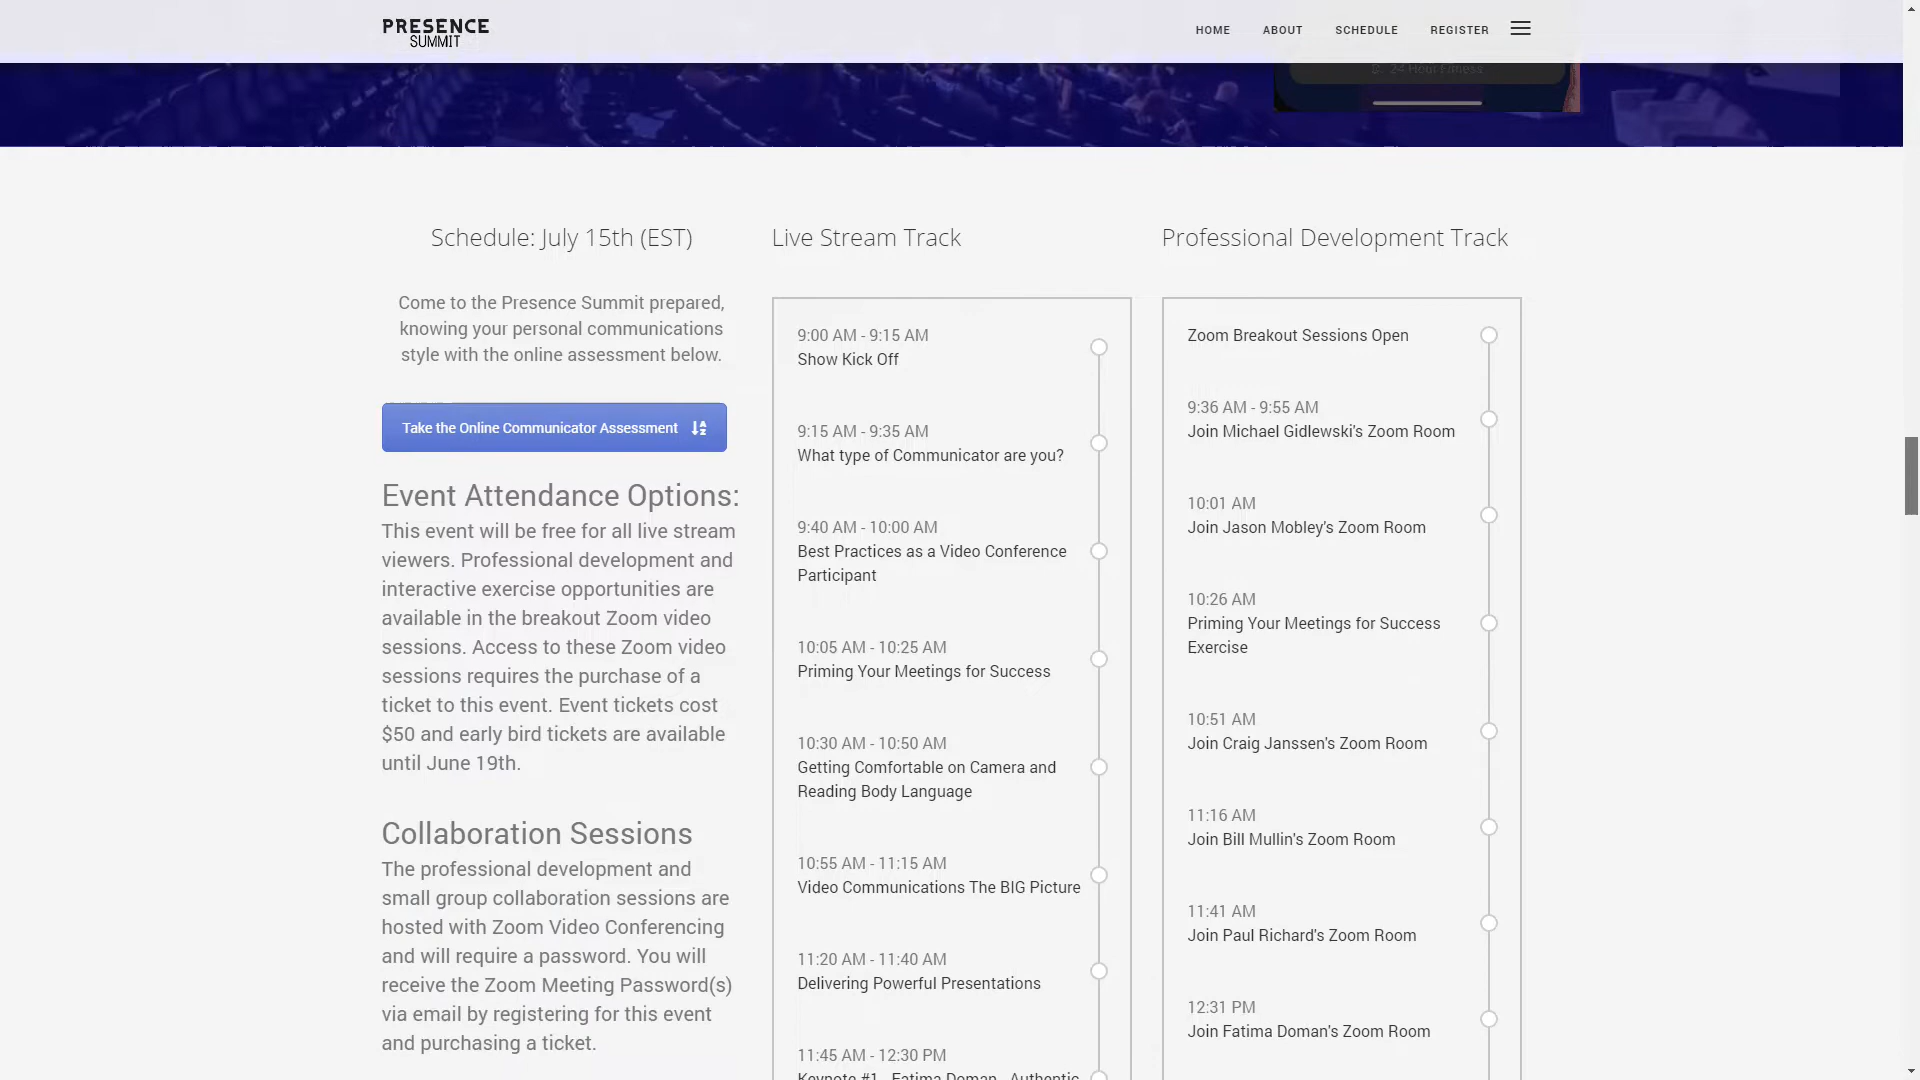 PRESENCE
SUMMIT
HOME
ABOUT
SCHEDULE
REGISTER
24 Hour Fitness
Schedule: July 15th (EST)
Come to the Presence Summit prepared,
knowing your personal communications
style with the online assessment below.
Take the Online Communicator Assessment
Event Attendance Options:
This event will be free for all live stream
viewers. Professional development and
interactive exercise opportunities are
available in the breakout Zoom video
sessions. Access to these Zoom video
sessions requires the purchase of a
ticket to this event. Event tickets cost
$50 and early bird tickets are available
until June 19th.
Collaboration Sessions
The professional development and
small group collaboration sessions are
hosted with Zoom Video Conferencing
and will require a password. You will
receive the Zoom Meeting Password(s)
via email by registering for this event
and purchasing a ticket.
Live Stream Track
9:00 AM - 9:15 AM
Show Kick Off
9:15 AM - 9:35 AM
What type of Communicator are you?
9:40 AM - 10:00 AM
Best Practices as a Video Conference
Participant
10:05 AM - 10:25 AM
Priming Your Meetings for Success
10:30 AM - 10:50 AM
Getting Comfortable on Camera and
Reading Body Language
10:55 AM - 11:15 AM
Video Communications The BIG Picture
11:20 AM - 11:40 AM
Delivering Powerful Presentations
11:45 AM - 12:30 PM
Keynote #1 - Fatima Doman - Authentic
Professional Development Track
Zoom Breakout Sessions Open
9:36 AM - 9:55 AM
Join Michael Gidlewski's Zoom Room
10:01 AM
Join Jason Mobley's Zoom Room
10:26 AM
Priming Your Meetings for Success
Exercise
10:51 AM
Join Craig Janssen's Zoom Room
11:16 AM
Join Bill Mullin's Zoom Room
11:41 AM
Join Paul Richard's Zoom Room
12:31 PM
Join Fatima Doman's Zoom Room